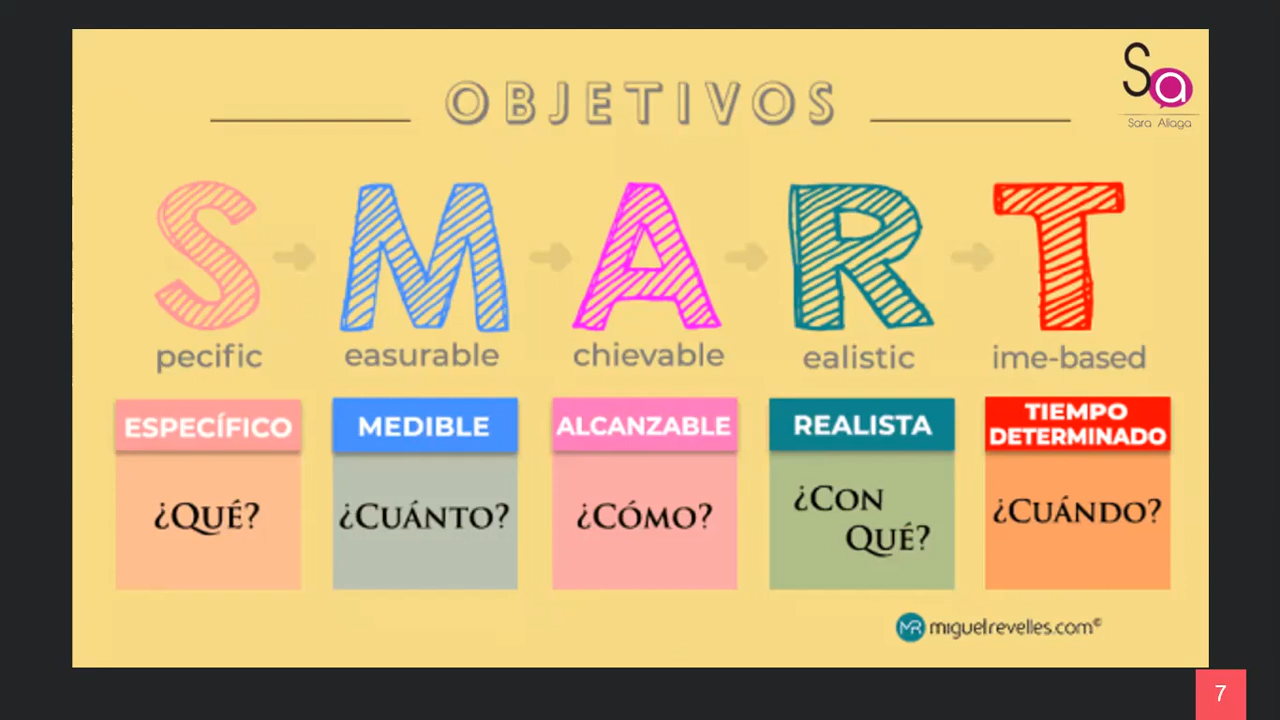 Sa
Sara Aliaga
OBJETIVOS
S M A R T
pecific easurable chievable ealistic ime-based
ESPECÍFICO MEDIBLE ALCANZABLE REALISTA TIEMPO DETERMINADO
¿QUÉ? ¿CUÁNTO? ¿CÓMO? ¿CON QUÉ? ¿CUÁNDO?
MR miguelrevelles.com©
7